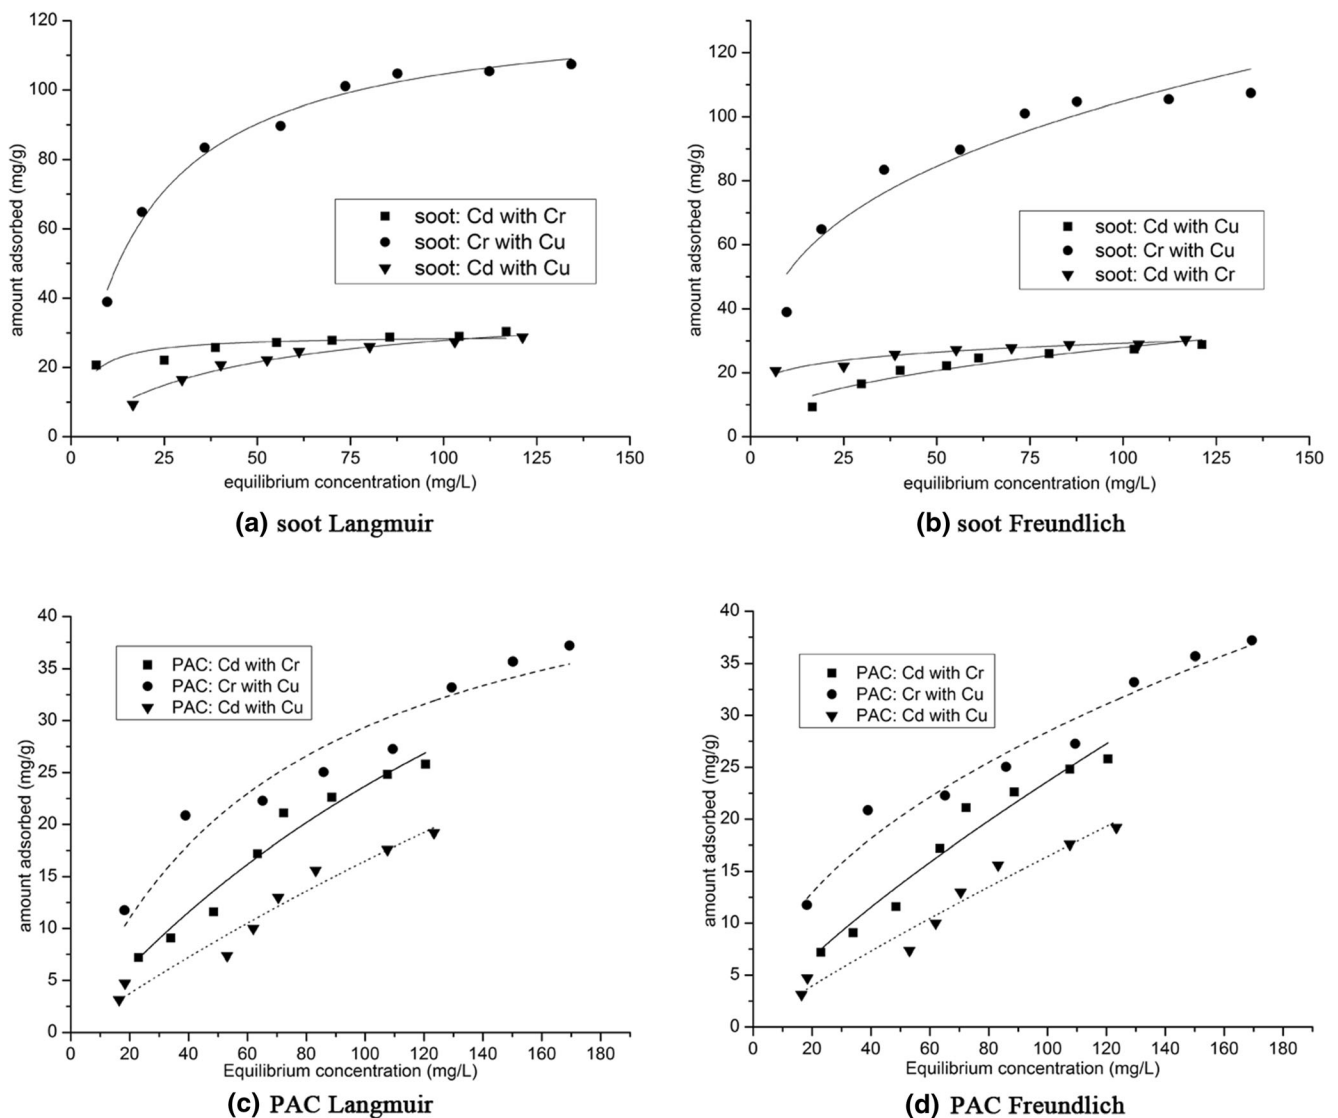 120
100
80
60
40
20
0
amount adsorbed (mg/g)
soot: Cd with Cr
soot: Cr with Cu
soot: Cd with Cu
0 25 50 75 100 125 150
equilibrium concentration (mg/L)
(a) soot Langmuir
120
100
80
60
40
20
0
amount adsorbed (mg/g)
soot: Cd with Cu
soot: Cr with Cu
soot: Cd with Cr
0 25 50 75 100 125 150
equilibrium concentration (mg/L)
(b) soot Freundlich
40
35
30
25
20
15
10
5
0
amount adsorbed (mg/g)
PAC: Cd with Cr
PAC: Cr with Cu
PAC: Cd with Cu
0 20 40 60 80 100 120 140 160 180
Equilibrium concentration (mg/L)
(c) PAC Langmuir
40
35
30
25
20
15
10
5
0
amount adsorbed (mg/g)
PAC: Cd with Cr
PAC: Cr with Cu
PAC: Cd with Cu
0 20 40 60 80 100 120 140 160 180
Equilibrium concentration (mg/L)
(d) PAC Freundlich